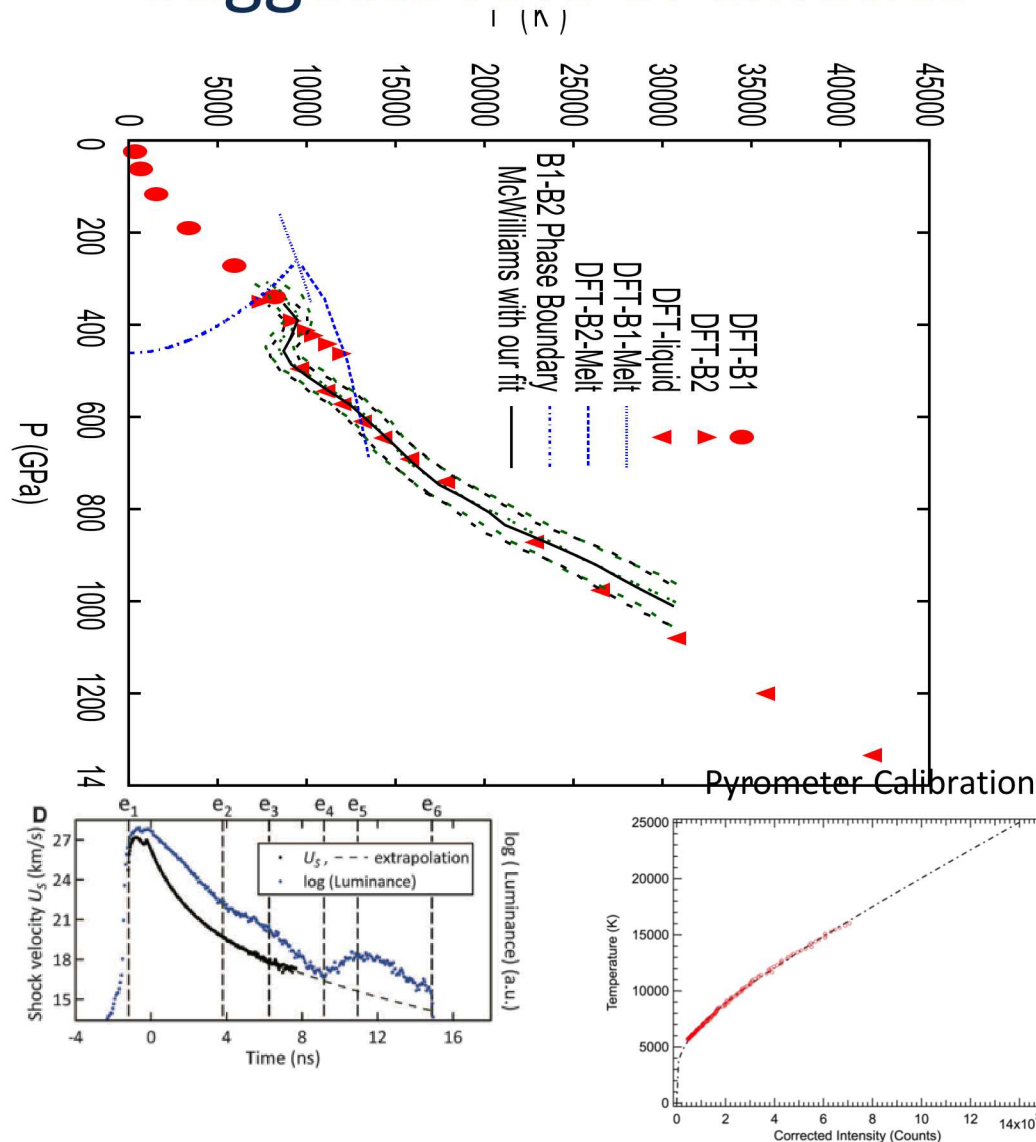 T (K)
0
5000
10000
15000
20000
25000
30000
35000
40000
45000
0
200
400
600
800
1000
1200
14
P (GPa)
DFT-B1
DFT-B2
DFT-liquid
DFT-B1-Melt
DFT-B2-Melt
B1-B2 Phase Boundary
McWilliams with our fit
D
e1
e2
e3
e4
e5
e6
27
24
21
18
15
Shock velocity Us (km/s)
Us, extrapolation
log (Luminance)
log ( Luminance) (a.u.)
-4
0
4
8
12
16
Time (ns)
Pyrometer Calibration
25000
20000
15000
10000
5000
0
Temperature (K)
0
2
4
6
8
10
12
14x10
Corrected Intensity (Counts)